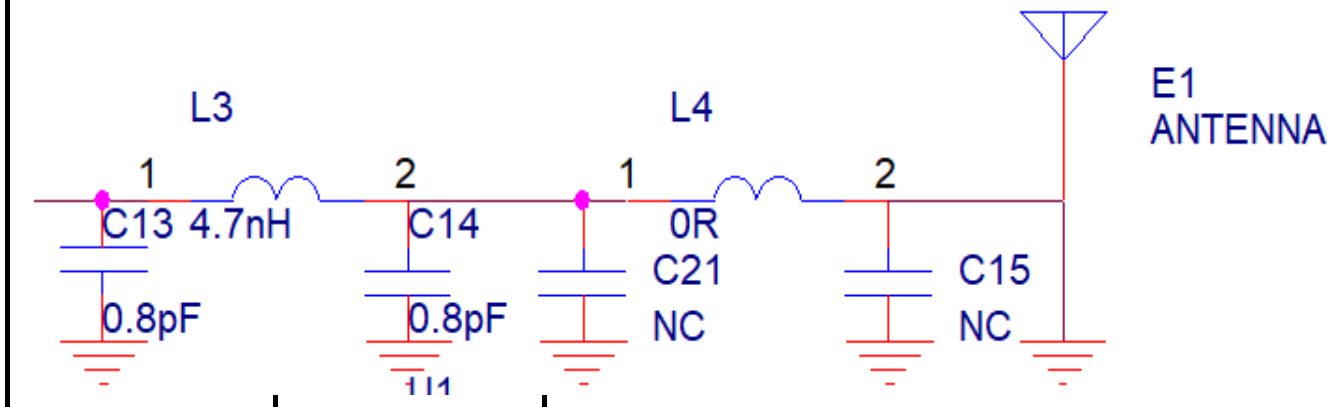 L3
L4
E1
ANTENNA
1
2
1
2
C13 4.7nH
C14
0R
C21
C15
0.8pF
0.8pF
NC
NC